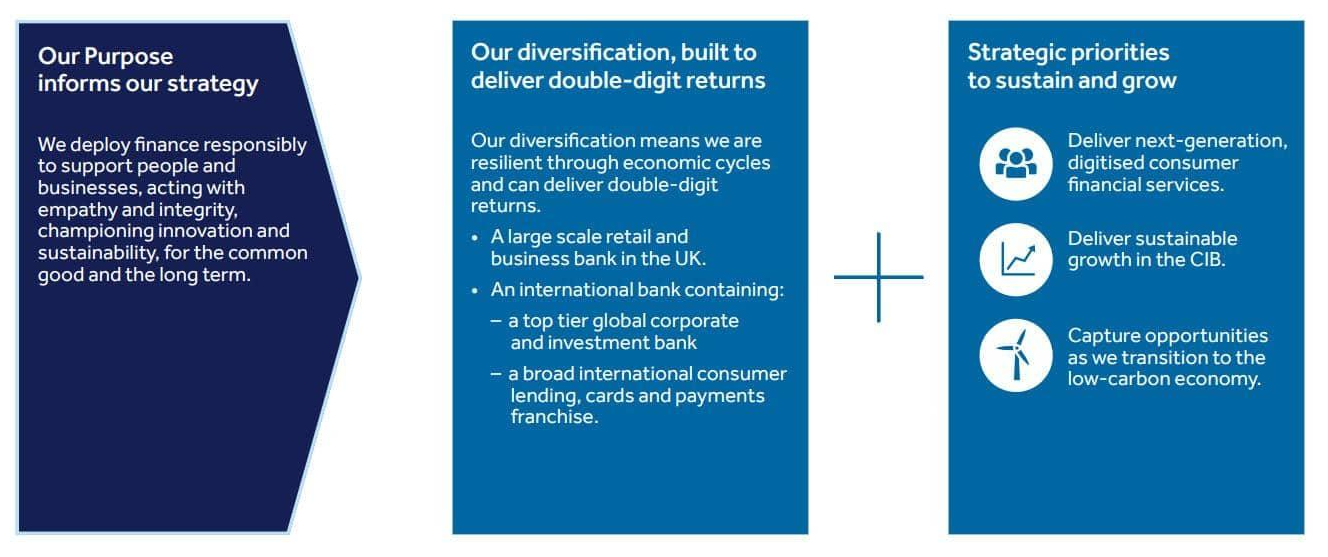 Our Purpose
informs our strategy
We deploy finance responsibly
to support people and
businesses, acting with
empathy and integrity,
championing innovation and
sustainability, for the common
good and the long term.
Our diversification, built to
deliver double-digit returns
Our diversification means we are
resilient through economic cycles
and can deliver double-digit
returns.
• A large scale retail and
business bank in the UK.
• An international bank containing:
– a top tier global corporate
and investment bank
– a broad international consumer
lending, cards and payments
franchise.
Strategic priorities
to sustain and grow
Deliver next-generation,
digitised consumer
financial services.
Deliver sustainable
growth in the CIB.
Capture opportunities
as we transition to the
low-carbon economy.